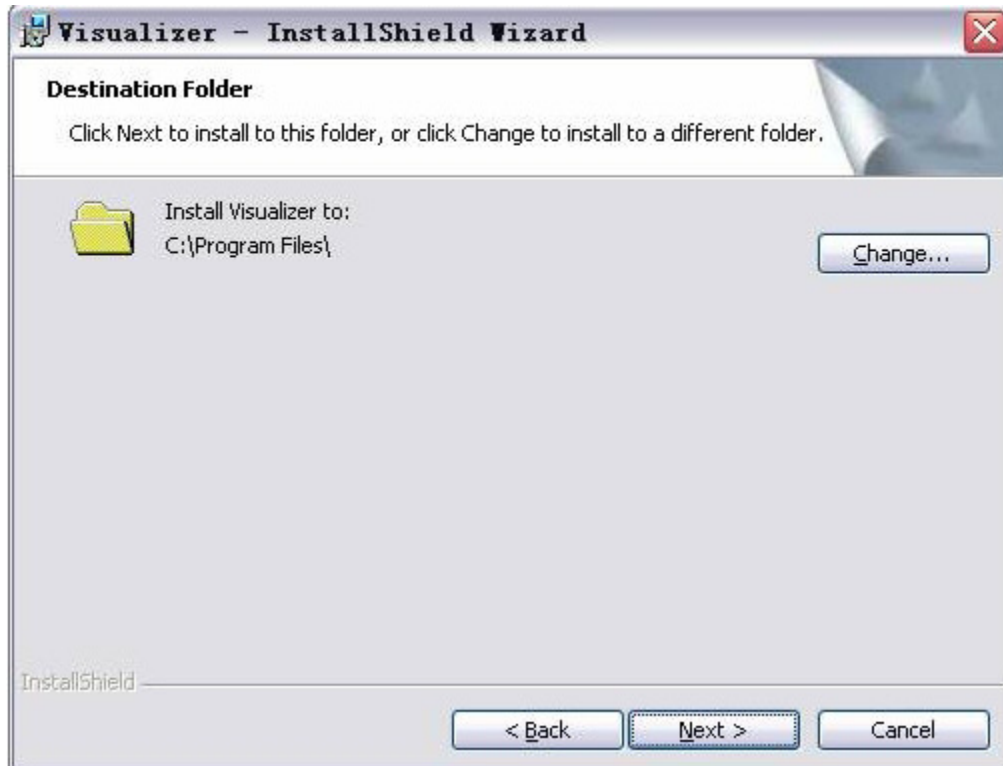 Visualizer - InstallShield Wizard
Destination Folder
Click Next to install to this folder, or click Change to install to a different folder.
Install Visualizer to:
C:\Program Files\
Change...
InstallShield
< Back
Next >
Cancel